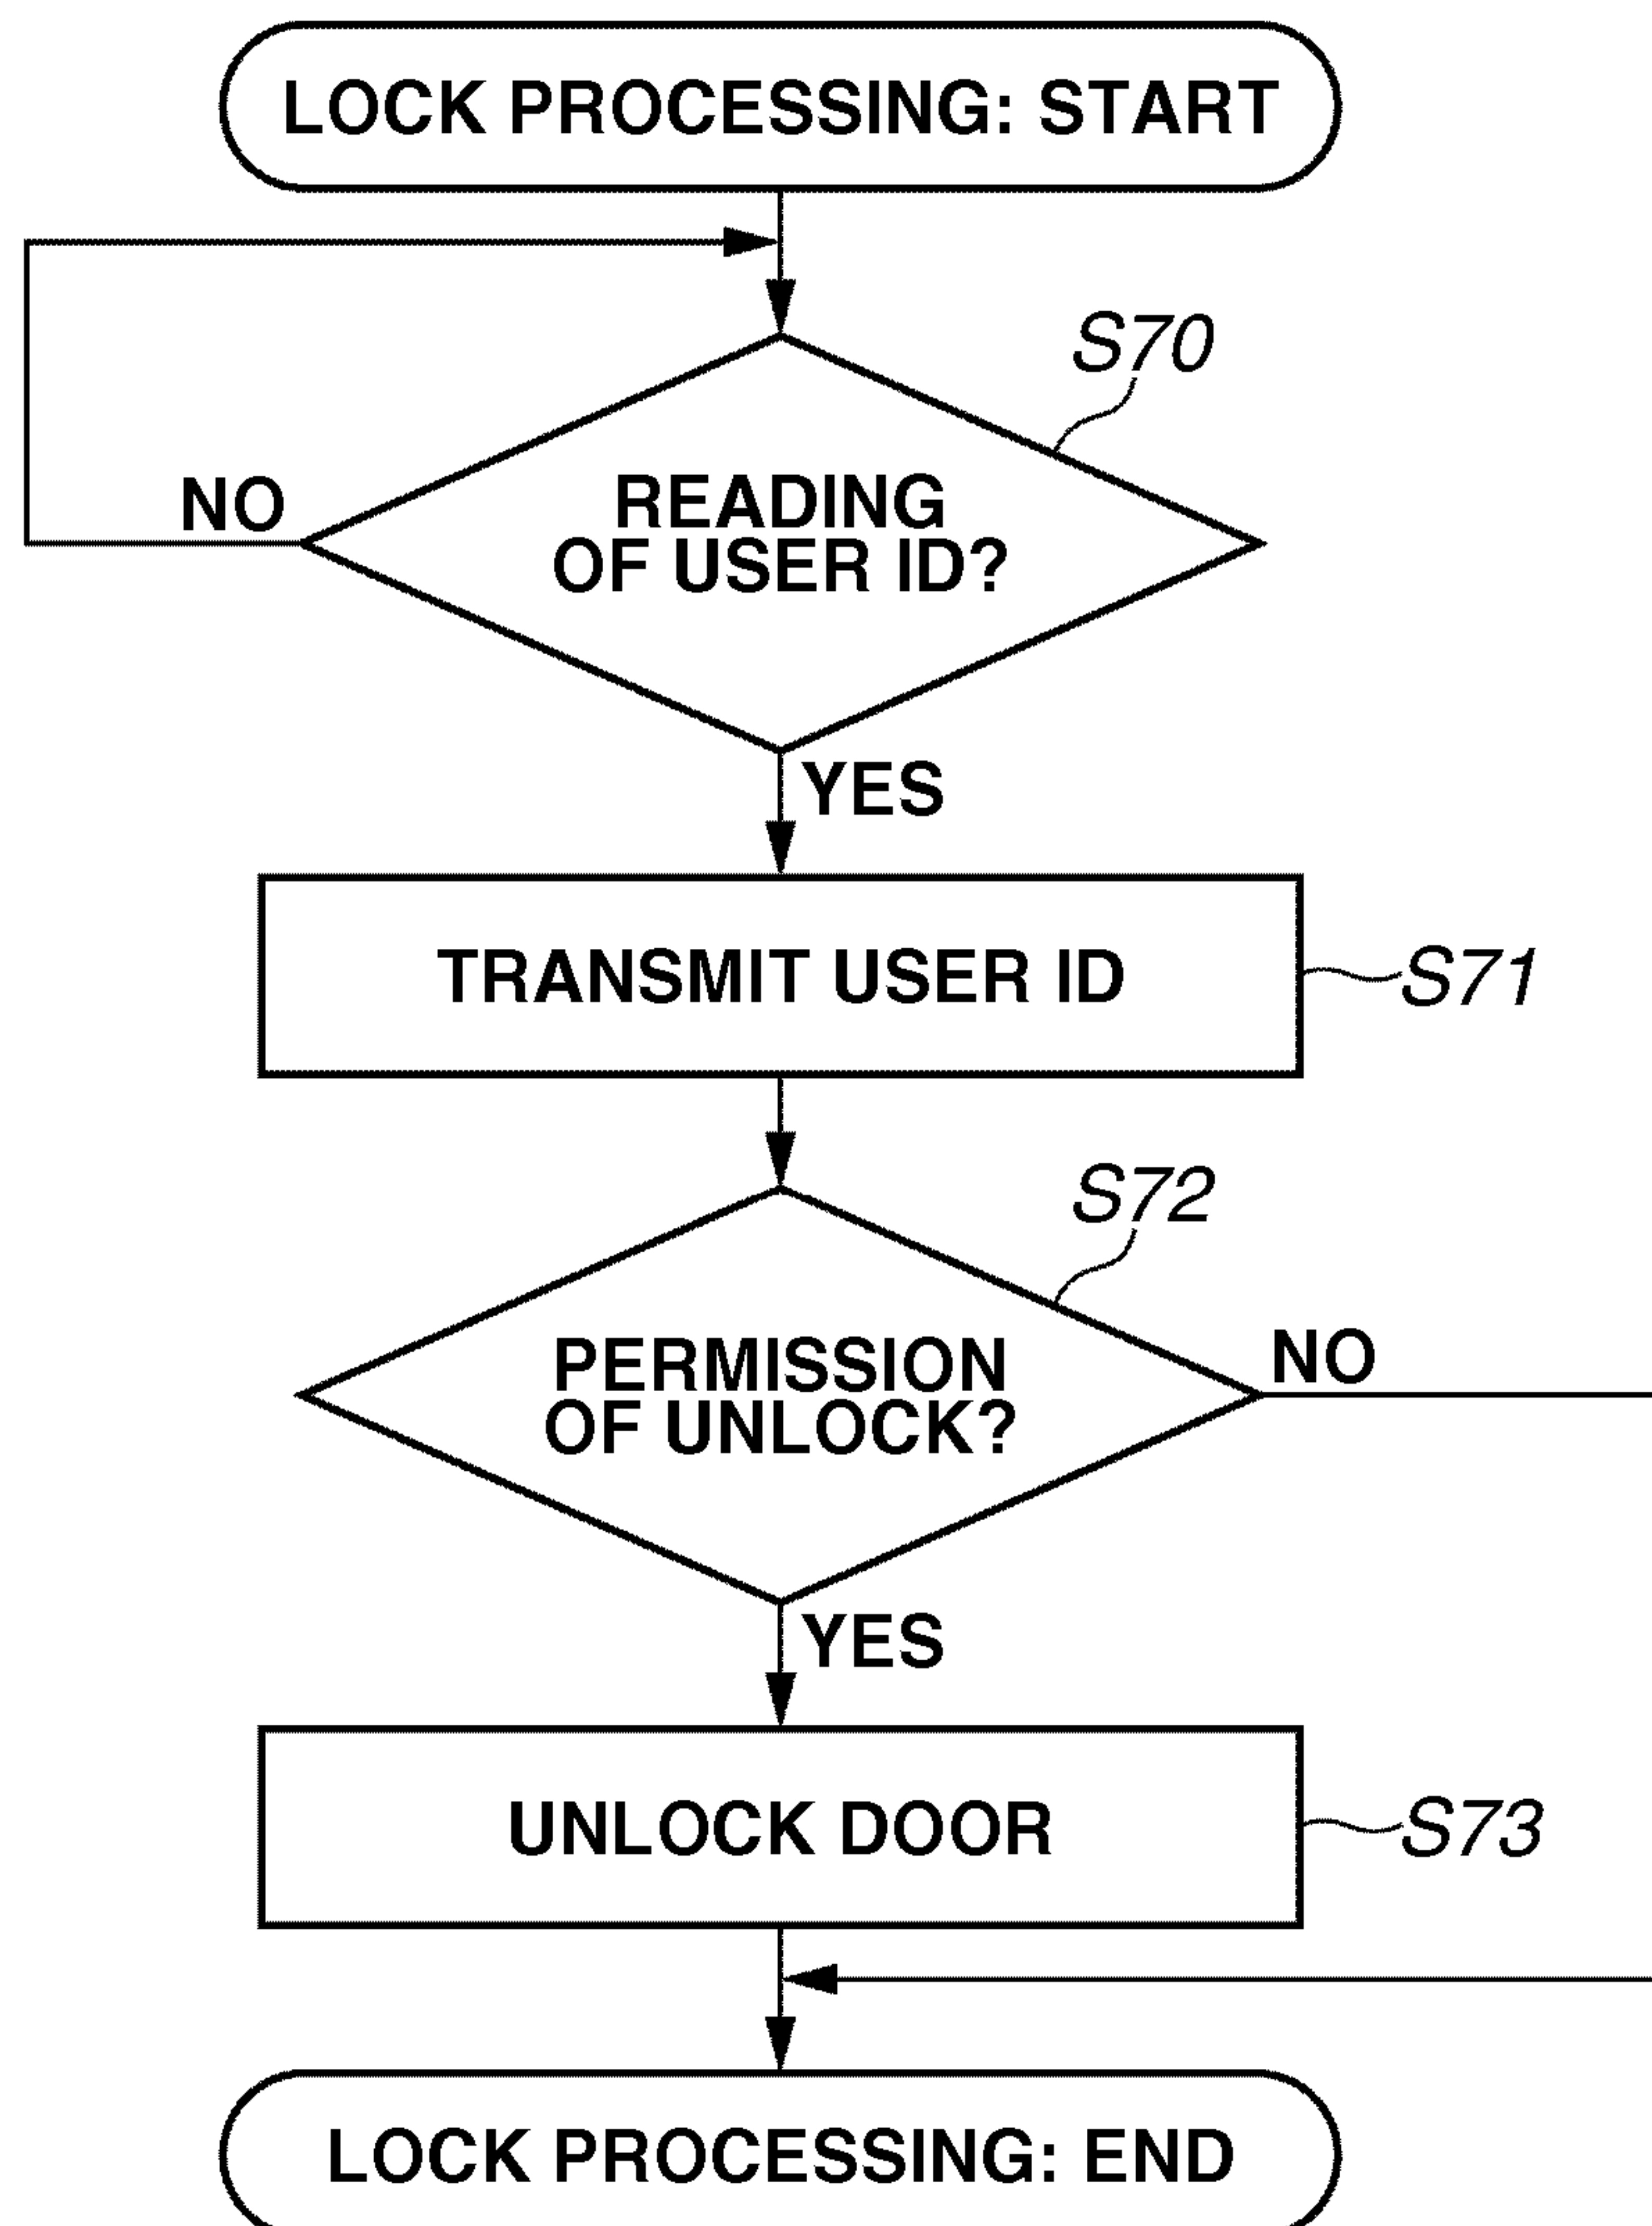 LOCK PROCESSING: START
S70
NO
READING
OF USER ID?
YES
TRANSMIT USER ID
S71
S72
NO
PERMISSION
OF UNLOCK?
YES
UNLOCK DOOR
S73
LOCK PROCESSING: END